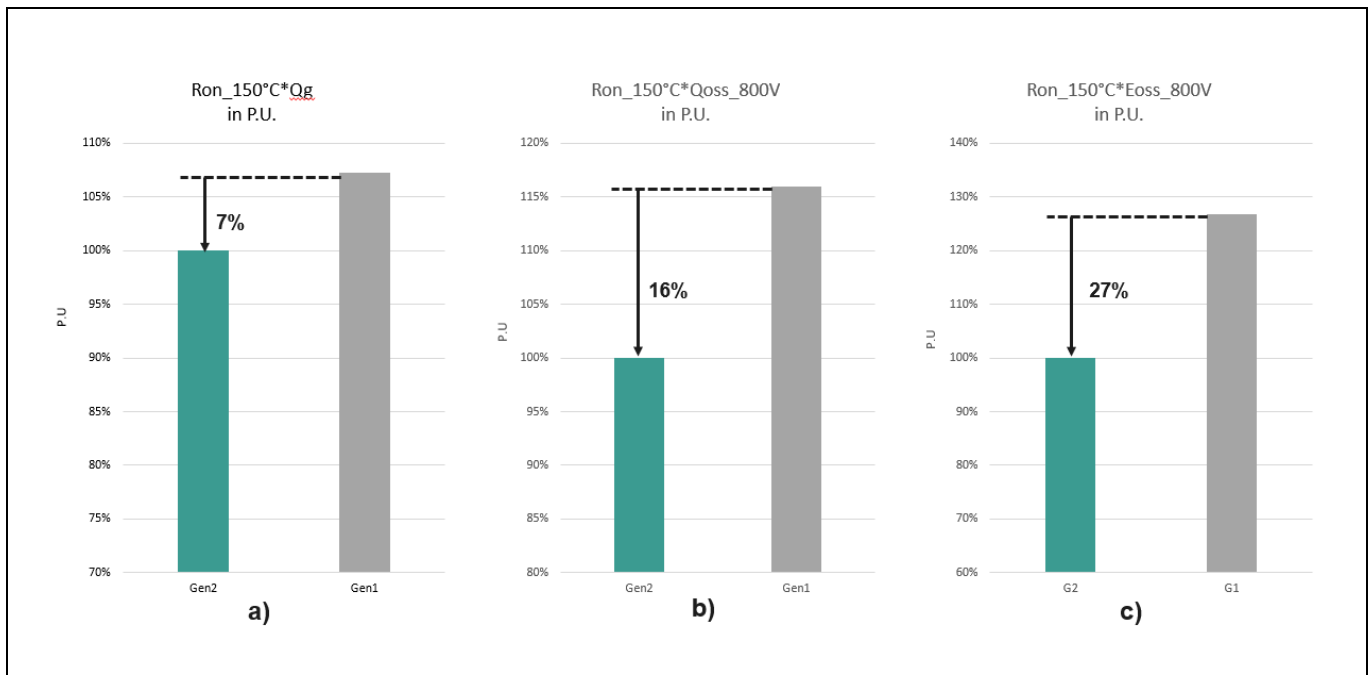 Ron_150°C*Qg
in P.U.
110%
105%
100%
95%
90%
85%
80%
75%
70%
P.U
7%
Gen2
Gen1
a)
Ron_150°C*Qoss_800V
in P.U.
120%
115%
110%
105%
100%
95%
90%
85%
80%
P.U
16%
Gen2
Gen1
b)
Ron_150°C*Eoss_800V
in P.U.
140%
130%
120%
110%
100%
90%
80%
70%
60%
P.U
27%
G2
G1
c)